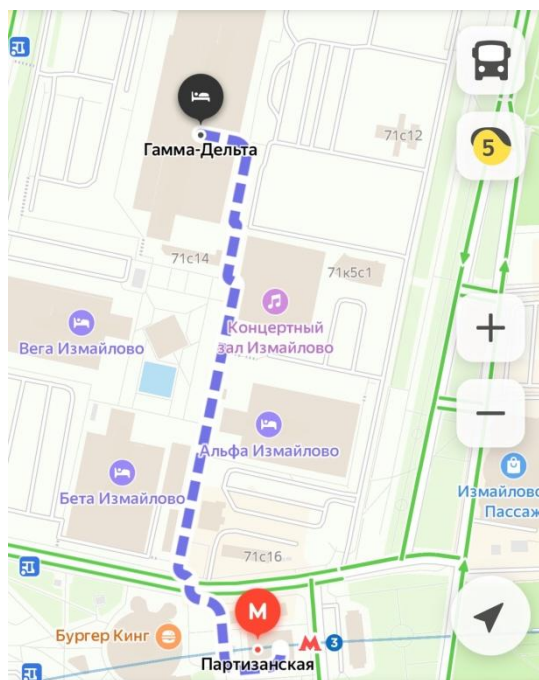 Гамма-Дельта
71с12
5
71с14
71к5с1
Концертный
зал Измайлово
Вега Измайлово
Альфа Измайлово
Бета Измайлово
Измайлово
Пассаж
71с16
М
Бургер Кинг
М 3
Партизанская